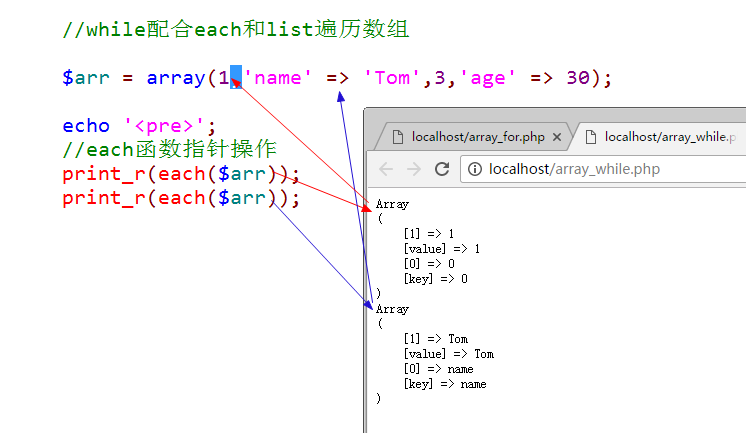 //while配合each和list遍历数组
$arr = array(1,'name' => 'Tom',3,'age' => 30);
echo '<pre>';
//each函数指针操作
print_r(each($arr));
print_r(each($arr));
localhost/array_for.php
localhost/array_while.p
localhost/array_while.php
Array
(
[1] => 1
[value] => 1
[0] => 0
[key] => 0
)
Array
(
[1] => Tom
[value] => Tom
[0] => name
[key] => name
)